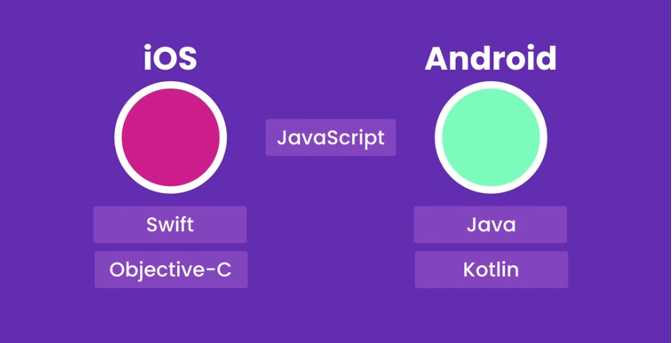 iOS
Android
JavaScript
Swift
Java
Objective-C
Kotlin